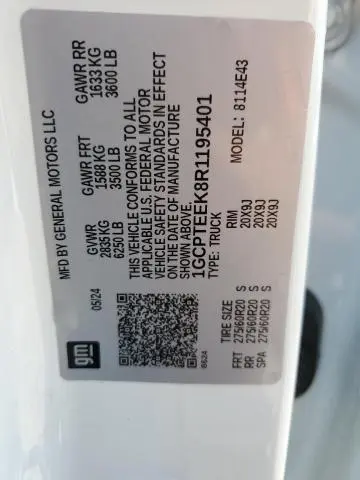 MFD BY GENERAL MOTORS LLC
05/24
gm
GVWR GAWR FRT GAWR RR
2835 KG 1588 KG 1633 KG
6250 LB 3500 LB 3600 LB
THIS VEHICLE CONFORMS TO ALL
APPLICABLE U.S. FEDERAL MOTOR
VEHICLE SAFETY STANDARDS IN EFFECT
ON THE DATE OF MANUFACTURE
SHOWN ABOVE.
1GCPTEEK8R1195401
TYPE: TRUCK MODEL: 8114E43
TIRE SIZE RIM
FRT 275/60R20 S 20X9J
RR 275/60R20 S 20X9J
SPA 275/60R20 S 20X9J
8624